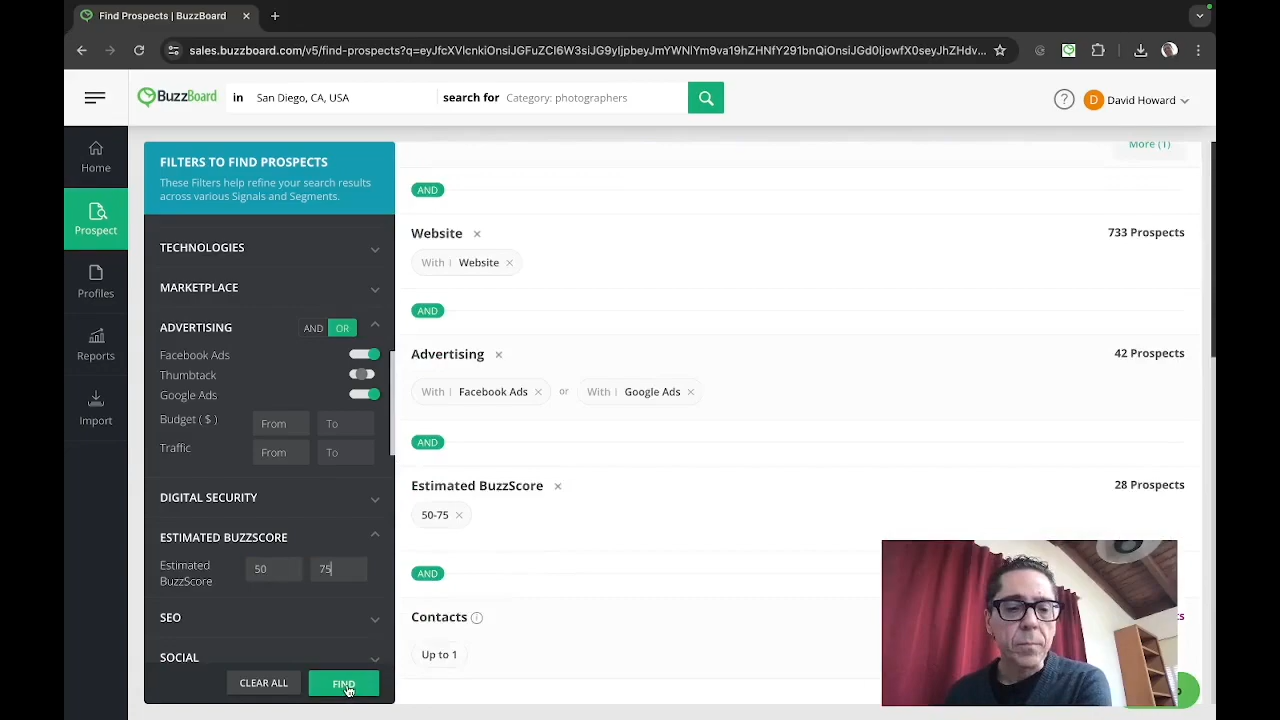 Find Prospects | BuzzBoard
sales.buzzboard.com/v5/find-prospects?q=eyJfcXVlcnkiOnsiJGFuZCI6W3siJG9yIjpbeyJmYWNlYm9va19hZHNfY291bnQiOnsiJGd0IjowfX0seyJhZHdv...
BuzzBoard
in San Diego, CA, USA
search for Category: photographers
? D David Howard
Home
Prospect
Profiles
Reports
Import
FILTERS TO FIND PROSPECTS
These Filters help refine your search results
across various Signals and Segments.
TECHNOLOGIES
MARKETPLACE
ADVERTISING AND OR
Facebook Ads
Thumbtack
Google Ads
Budget ( $ ) From To
Traffic From To
DIGITAL SECURITY
ESTIMATED BUZZSCORE
Estimated
BuzzScore 50 75
SEO
SOCIAL
CLEAR ALL FIND
More (1)
AND
Website × 733 Prospects
With | Website ×
AND
Advertising × 42 Prospects
With | Facebook Ads × or With | Google Ads ×
AND
Estimated BuzzScore × 28 Prospects
50-75 ×
AND
Contacts
Up to 1